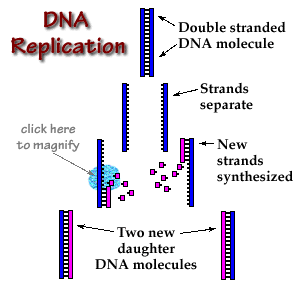 DNA
Replication
Double stranded
DNA molecule
Strands
separate
click here
to magnify
New
strands
synthesized
Two new
daughter
DNA molecules